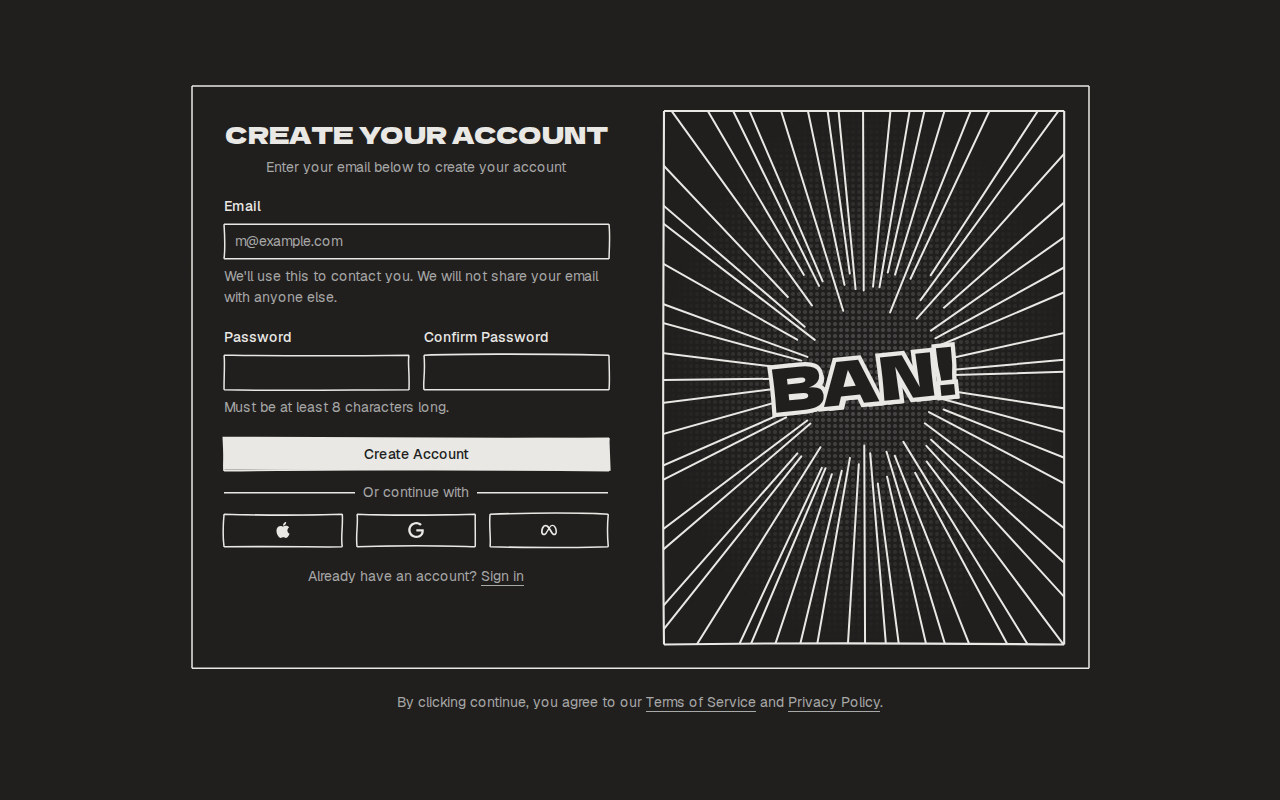 CREATE YOUR ACCOUNT
Enter your email below to create your account
Email
m@example.com
We'll use this to contact you. We will not share your email
with anyone else.
Password
Confirm Password
Must be at least 8 characters long.
Create Account
Or continue with
Already have an account? Sign in
BAN!
By clicking continue, you agree to our Terms of Service and Privacy Policy.